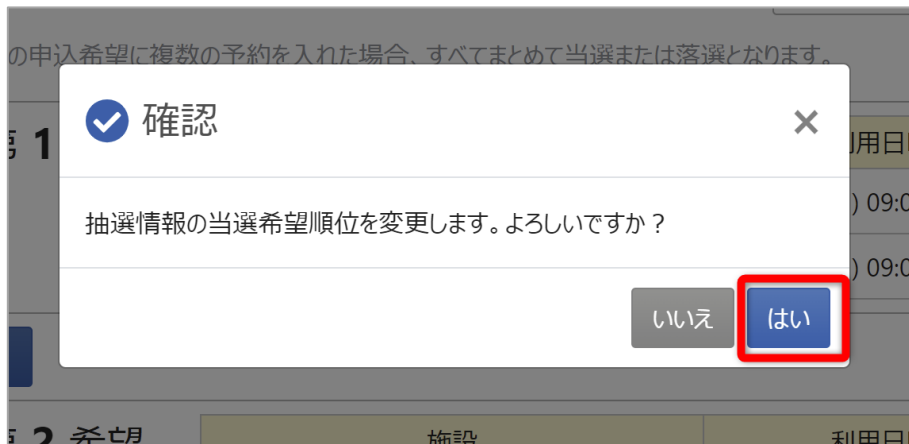 の申込希望に複数の予約を入れた場合、すべてまとめて当選または落選となります。
確認
1
用日
抽選情報の当選希望順位を変更します。よろしいですか？
) 09:0
) 09:0
いいえ
はい
2 希望
施設
利用日